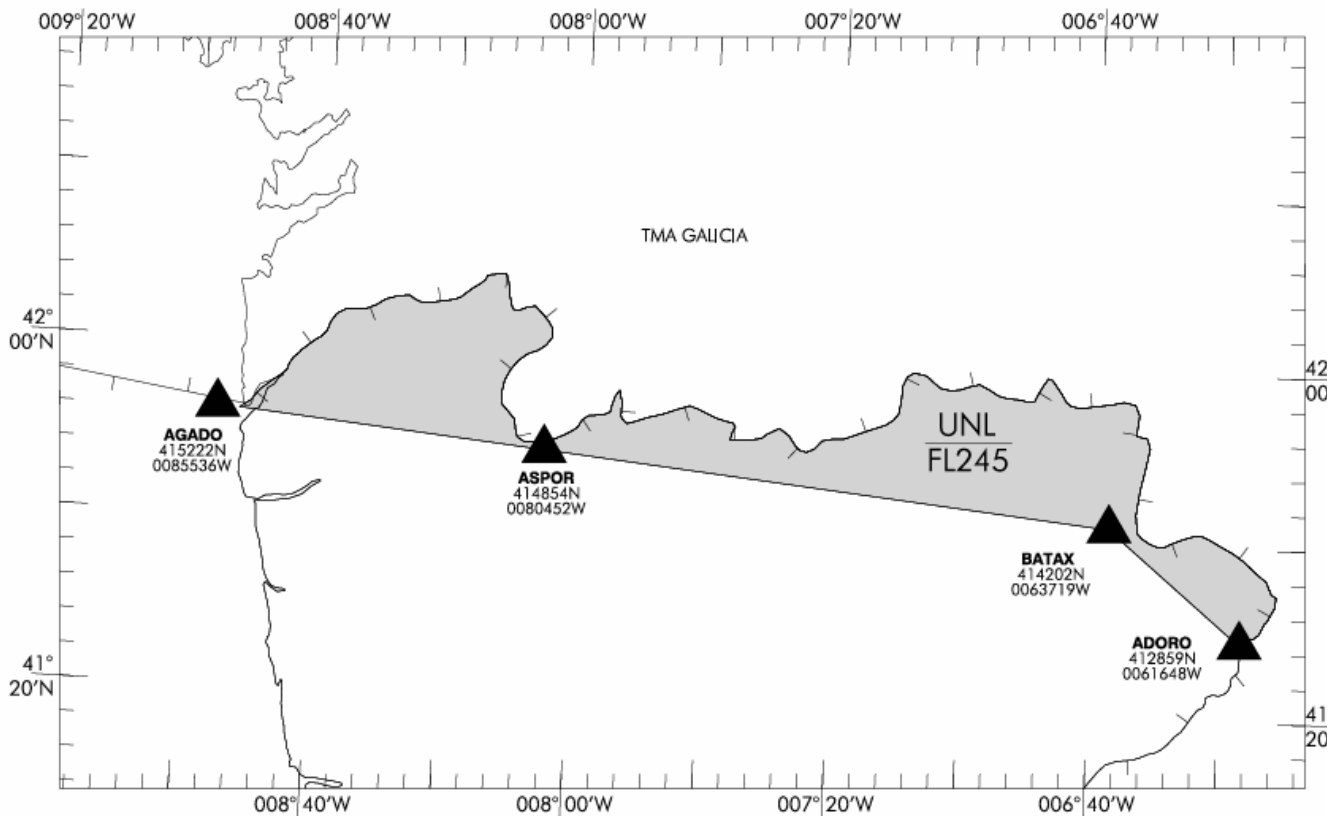 009°20'W
008°40'W
008°00'W
007°20'W
006°40'W
TMA GALICIA
42°
00'N
42
00
AGADO
415222N
0085536W
UNL
FL245
ASPOR
414854N
0080452W
BATAX
414202N
0063719W
ADORO
412859N
0061648W
41°
20'N
41
20
008°40'W
008°00'W
007°20'W
006°40'W